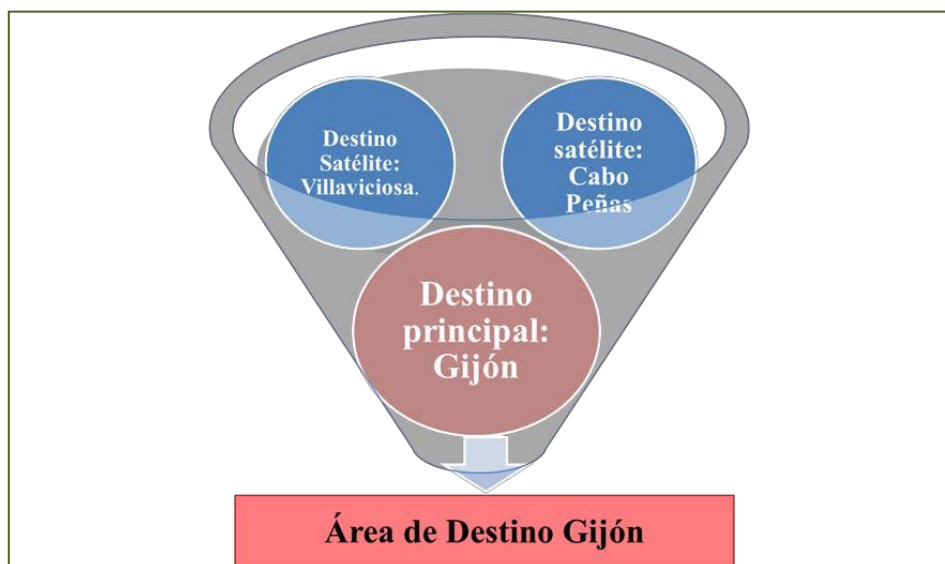 Destino
Satélite:
Villaviciosa.
Destino
satélite:
Cabo
Peñas
Destino
principal:
Gijón
Área de Destino Gijón